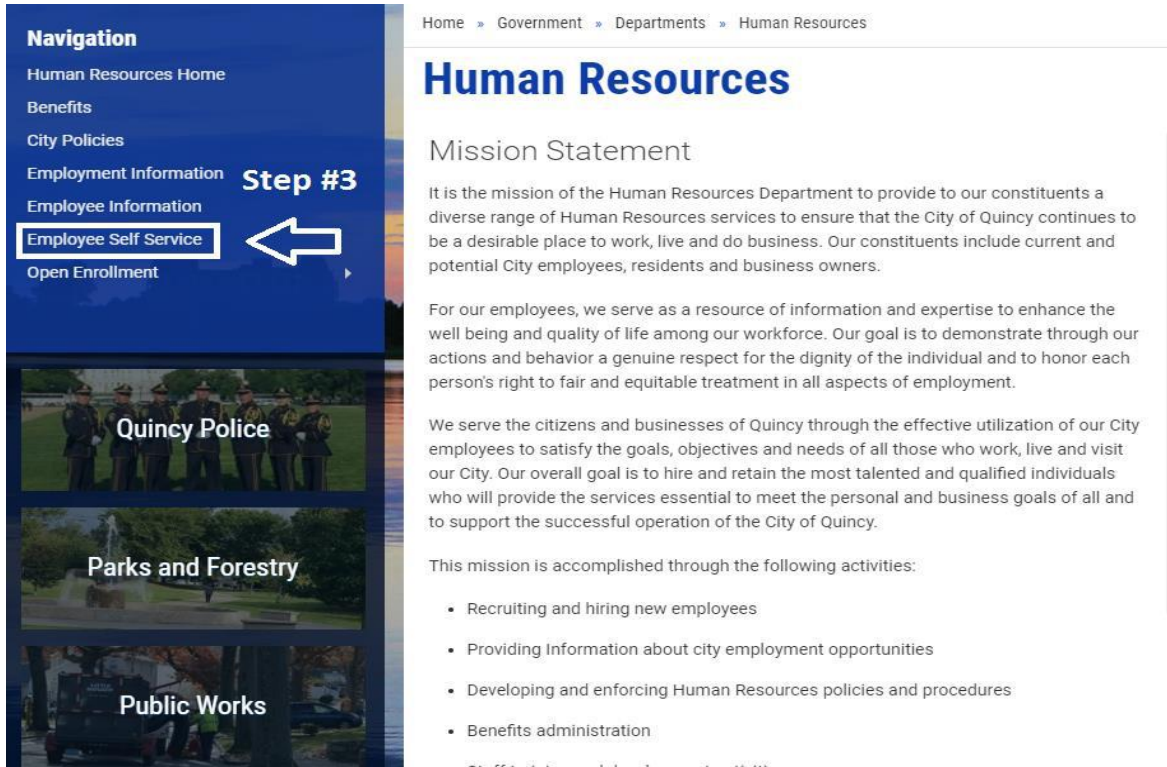 Navigation
Human Resources Home
Benefits
City Policies
Employment Information
Step #3
Employee Information
Employee Self Service
Open Enrollment
Quincy Police
Parks and Forestry
Public Works
Home » Government » Departments » Human Resources
Human Resources
Mission Statement
It is the mission of the Human Resources Department to provide to our constituents a
diverse range of Human Resources services to ensure that the City of Quincy continues to
be a desirable place to work, live and do business. Our constituents include current and
potential City employees, residents and business owners.
For our employees, we serve as a resource of information and expertise to enhance the
well being and quality of life among our workforce. Our goal is to demonstrate through our
actions and behavior a genuine respect for the dignity of the individual and to honor each
person's right to fair and equitable treatment in all aspects of employment.
We serve the citizens and businesses of Quincy through the effective utilization of our City
employees to satisfy the goals, objectives and needs of all those who work, live and visit
our City. Our overall goal is to hire and retain the most talented and qualified individuals
who will provide the services essential to meet the personal and business goals of all and
to support the successful operation of the City of Quincy.
This mission is accomplished through the following activities:
• Recruiting and hiring new employees
• Providing Information about city employment opportunities
• Developing and enforcing Human Resources policies and procedures
• Benefits administration